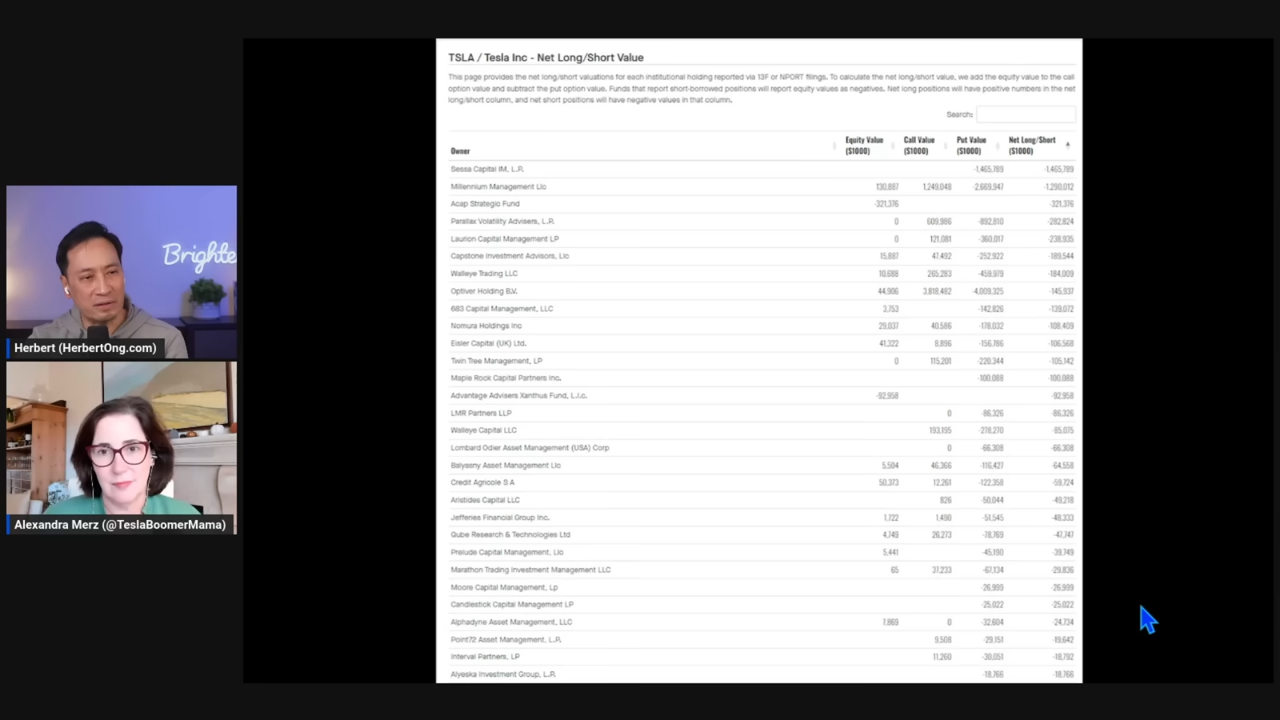 TSLA / Tesla Inc - Net Long/Short Value
This page provides the net long/short valuations for each institutional holding reported via 13F or NPORT filings. To calculate the net long/short value, we add the equity value to the call
option value and subtract the put option value. Funds that report short-borrowed positions will report equity values as negatives. Net long positions will have positive numbers in the net
long/short column, and net short positions will have negative values in that column.
Search:
Owner Equity Value ($1000) Call Value ($1000) Put Value ($1000) Net Long/Short ($1000)
Sessa Capital IM, L.P. -1,465,789 -1,465,789
Millennium Management Llc 130,887 1,249,048 -2,669,947 -1,290,012
Acap Strategic Fund -321,376 -321,376
Parallax Volatility Advisers, L.P. 0 609,986 -892,810 -282,824
Laurion Capital Management LP 0 121,081 -360,017 -238,935
Capstone Investment Advisors, Llc 15,887 47,492 -252,922 -189,544
Walleye Trading LLC 10,688 265,283 -459,979 -184,009
Optiver Holding B.V. 44,906 3,818,482 -4,009,325 -145,937
683 Capital Management, LLC 3,753 -142,826 -139,072
Nomura Holdings Inc 29,037 40,586 -178,032 -108,409
Eisler Capital (UK) Ltd. 41,322 8,896 -156,786 -106,568
Twin Tree Management, LP 0 115,201 -220,344 -105,142
Maple Rock Capital Partners Inc. -100,088 -100,088
Advantage Advisers Xanthus Fund, L.l.c. -92,958 -92,958
LMR Partners LLP 0 -86,326 -86,326
Walleye Capital LLC 193,195 -278,270 -85,075
Lombard Odier Asset Management (USA) Corp 0 -66,308 -66,308
Balyasny Asset Management Llc 5,504 46,366 -116,427 -64,558
Credit Agricole S A 50,373 12,261 -122,358 -59,724
Aristides Capital LLC 826 -50,044 -49,218
Jefferies Financial Group Inc. 1,722 1,490 -51,545 -48,333
Qube Research & Technologies Ltd 4,749 26,273 -78,769 -47,747
Prelude Capital Management, Llc 5,441 -45,190 -39,749
Marathon Trading Investment Management LLC 65 37,233 -67,134 -29,836
Moore Capital Management, Lp -26,999 -26,999
Candlestick Capital Management LP -25,022 -25,022
Alphadyne Asset Management, LLC 7,869 0 -32,604 -24,734
Point72 Asset Management, L.P. 9,508 -29,151 -19,642
Interval Partners, LP 11,260 -30,051 -18,792
Alyeska Investment Group, L.P. -18,766 -18,766
Brighte
Herbert (HerbertOng.com)
Alexandra Merz (@TeslaBoomerMama)